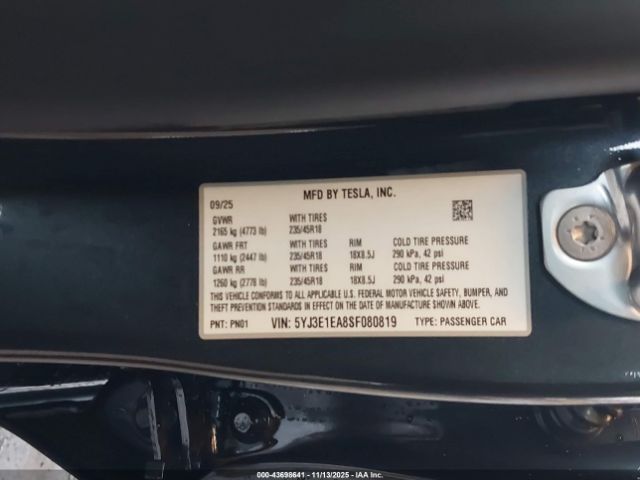 MFD BY TESLA, INC.
09/25
GVWR WITH TIRES
2165 kg (4773 lb) 235/45R18
GAWR FRT WITH TIRES RIM COLD TIRE PRESSURE
1110 kg (2447 lb) 235/45R18 18X8.5J 290 kPa, 42 psi
GAWR RR WITH TIRES RIM COLD TIRE PRESSURE
1260 kg (2778 lb) 235/45R18 18X8.5J 290 kPa, 42 psi
THIS VEHICLE CONFORMS TO ALL APPLICABLE U.S. FEDERAL MOTOR VEHICLE SAFETY, BUMPER, AND
THEFT PREVENTION STANDARDS IN EFFECT ON THE DATE OF MANUFACTURE SHOWN ABOVE.
PNT: PN01 VIN: 5YJ3E1EA8SF080819 TYPE: PASSENGER CAR
000-43698641 - 11/13/2025 - Copyright IAA, Inc.